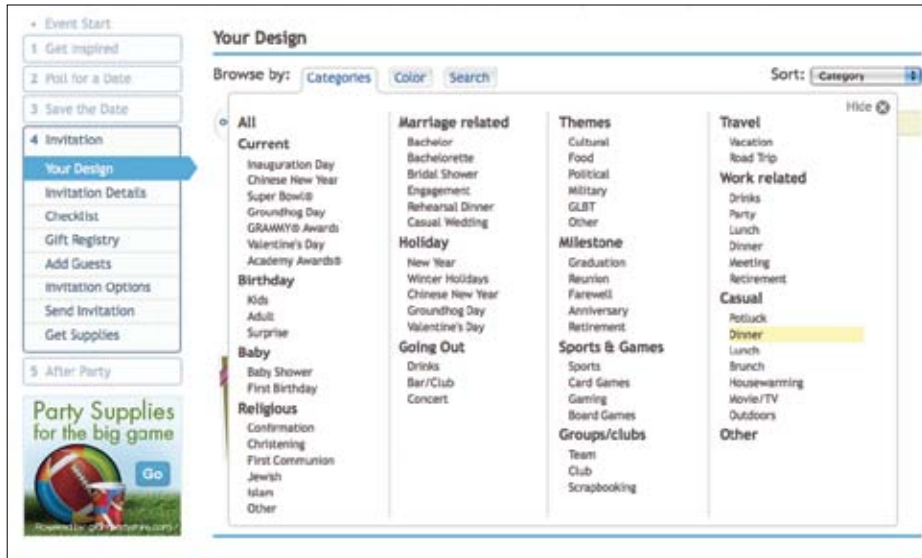 Event Start
1 Get Inspired
2 Poll for a Date
3 Save the Date
4 Invitation
Your Design
Invitation Details
Checklist
Gift Registry
Add Guests
Invitation Options
Send Invitation
Get Supplies
5 After Party
Party Supplies
for the big game
Go
Powered by
Your Design
Browse by: Categories Color Search
Sort: Category
Hide
All
Current
Inauguration Day
Chinese New Year
Super Bowl®
Groundhog Day
GRAMMY® Awards
Valentine's Day
Academy Awards®
Birthday
Kids
Adult
Surprise
Baby
Baby Shower
First Birthday
Religious
Confirmation
Christening
First Communion
Jewish
Islam
Other
Marriage related
Bachelor
Bachelorette
Bridal Shower
Engagement
Rehearsal Dinner
Casual Wedding
Holiday
New Year
Winter Holidays
Chinese New Year
Groundhog Day
Valentine's Day
Going Out
Drinks
Bar/Club
Concert
Themes
Cultural
Food
Political
Military
GLBT
Other
Milestone
Graduation
Reunion
Farewell
Anniversary
Retirement
Sports & Games
Sports
Card Games
Gaming
Board Games
Groups/clubs
Team
Club
Scrapbooking
Travel
Vacation
Road Trip
Work related
Drinks
Party
Lunch
Dinner
Meeting
Retirement
Casual
Potluck
Dinner
Lunch
Brunch
Housewarming
Movie/TV
Outdoors
Other